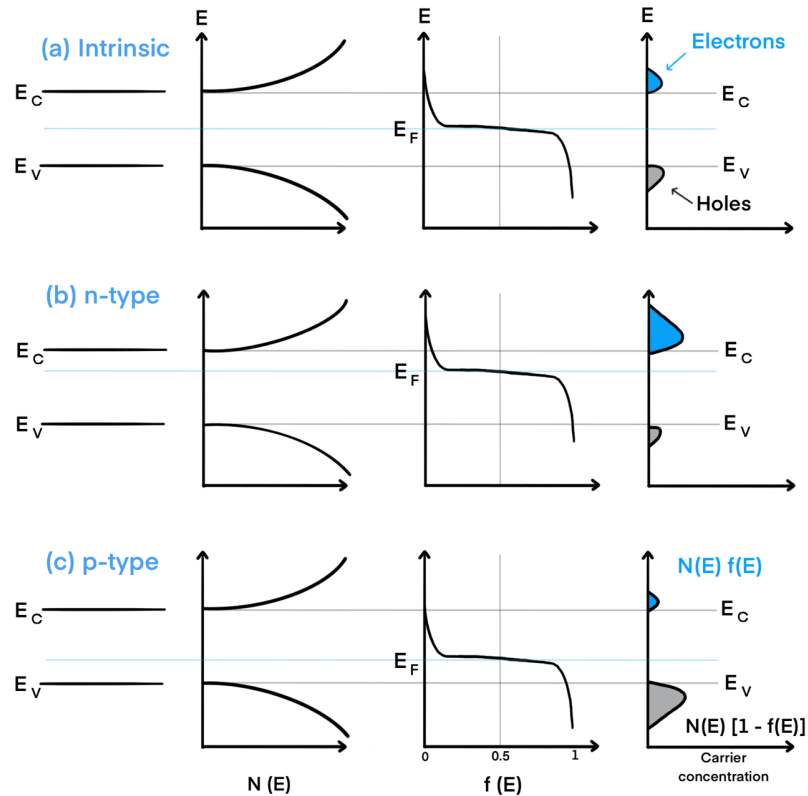 E
E
E
(a) Intrinsic
Electrons
E C
E C
E F
E V
E V
Holes
(b) n-type
E C
E C
E F
E V
E V
(c) p-type
N(E) f(E)
E C
E C
E F
E V
E V
N(E) [1 - f(E)]
0
0.5
1
Carrier
concentration
N (E)
f (E)